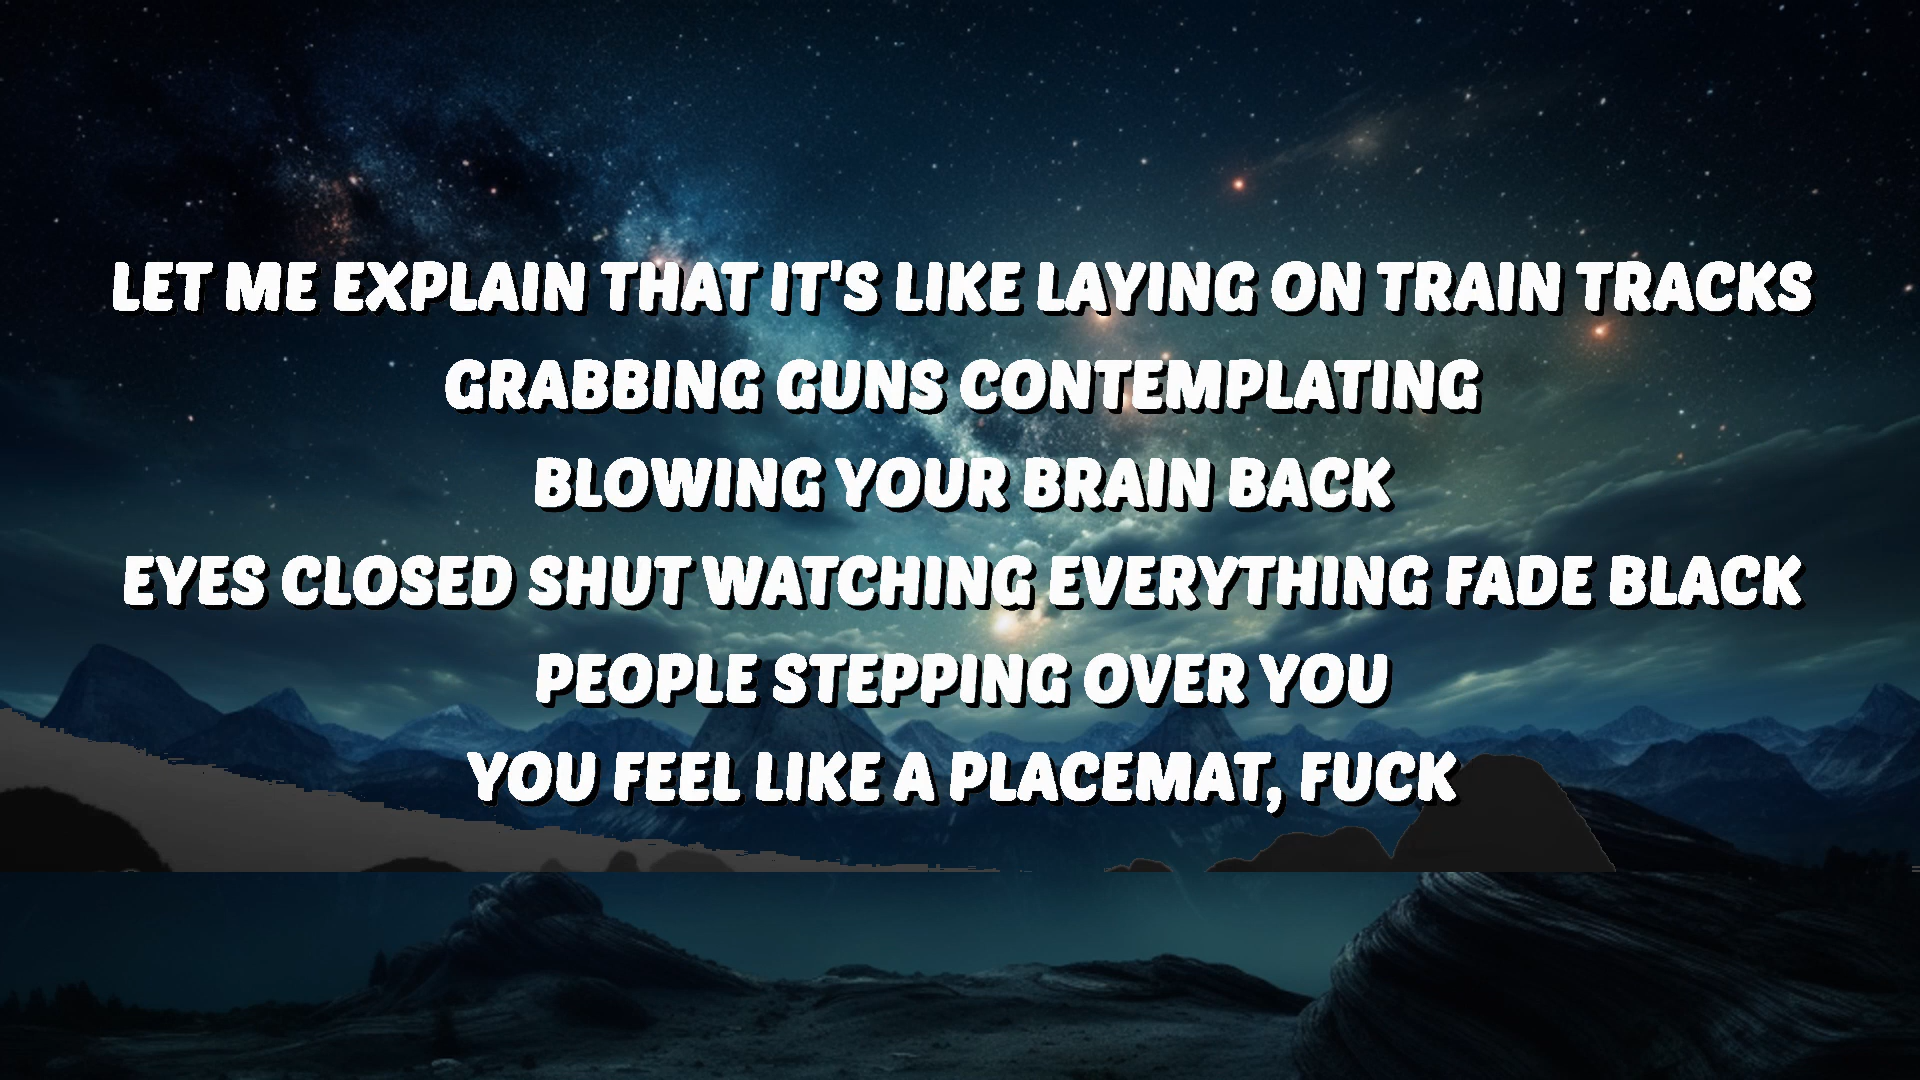 LET ME EXPLAIN THAT IT'S LIKE LAYING ON TRAIN TRACKS
GRABBING GUNS CONTEMPLATING
BLOWING YOUR BRAIN BACK
EYES CLOSED SHUT WATCHING EVERYTHING FADE BLACK
PEOPLE STEPPING OVER YOU
YOU FEEL LIKE A PLACEMAT, FUCK